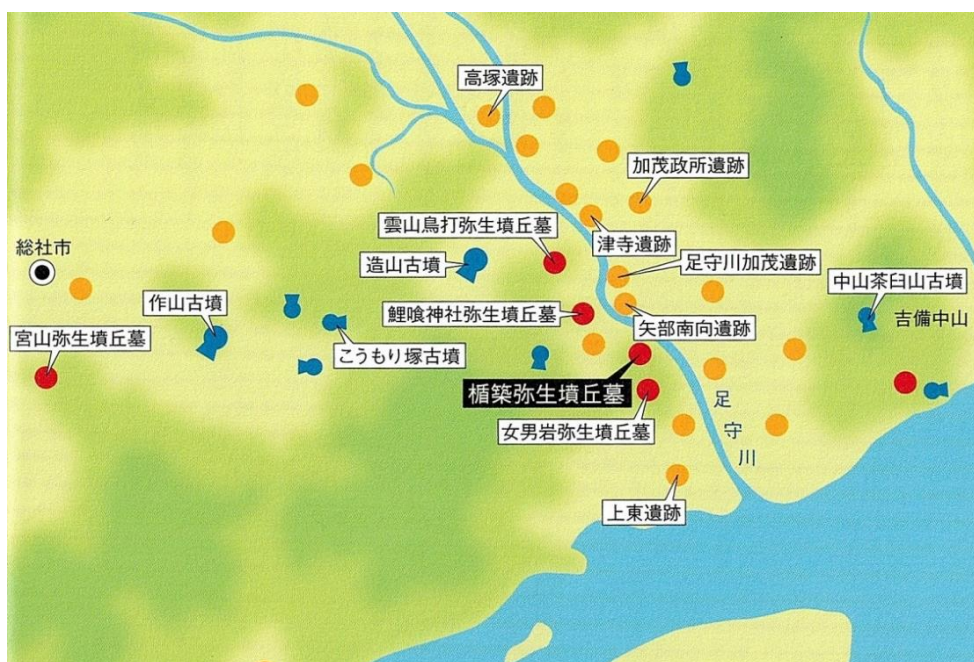 高塚遺跡
加茂政所遺跡
雲山鳥打弥生墳丘墓
津寺遺跡
総社市
造山古墳
足守川加茂遺跡
中山茶臼山古墳
作山古墳
鯉喰神社弥生墳丘墓
矢部南向遺跡
吉備中山
宮山弥生墳丘墓
こうもり塚古墳
楯築弥生墳丘墓
足守川
女男岩弥生墳丘墓
上東遺跡